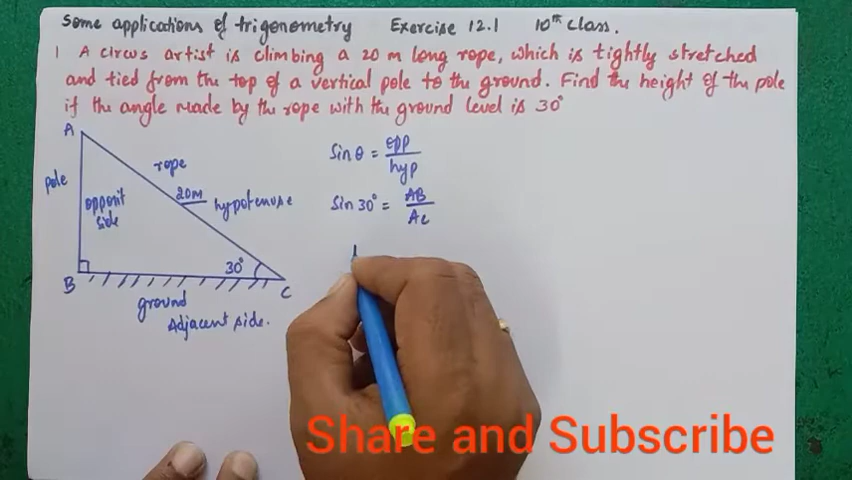 Some applications of trigonometry Exercise 12.1 10th class.
1 A circus artist is climbing a 20 m long rope, which is tightly stretched
and tied from the top of a vertical pole to the ground. Find the height of the pole
if the angle made by the rope with the ground level is 30°
A
rope
pole
20m
hypotenuse
opposit
side
30°
B
C
ground
Adjacent side.
Sin θ = opp/hyp
Sin 30° = AB/AC
1
Share and Subscribe